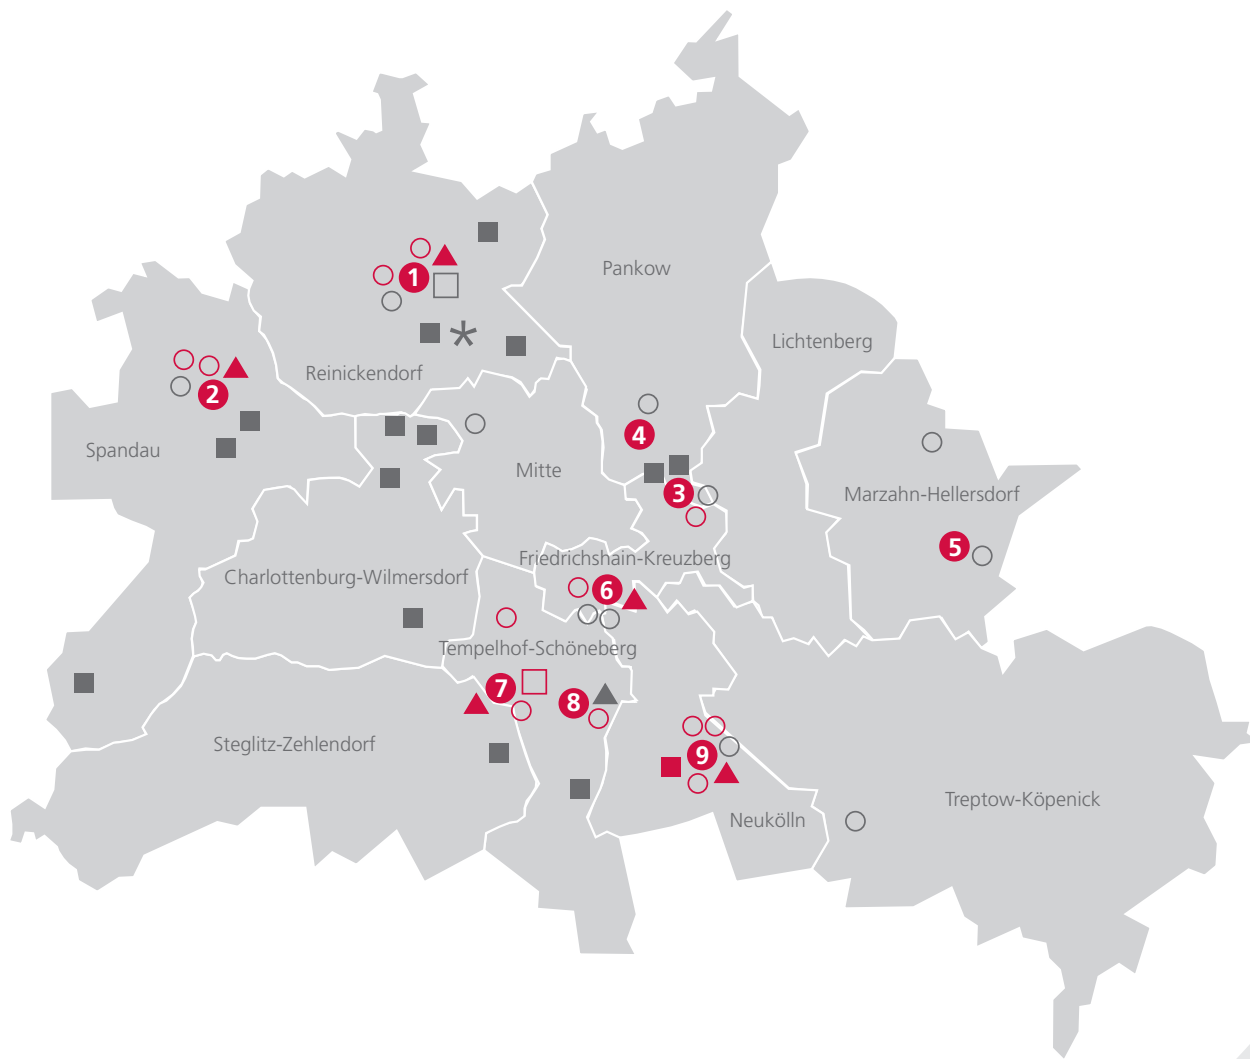 Pankow
1
Lichtenberg
Reinickendorf
*
2
4
Spandau
Mitte
3
Marzahn-Hellersdorf
5
Friedrichshain-Kreuzberg
Charlottenburg-Wilmersdorf
6
Tempelhof-Schöneberg
7
8
Steglitz-Zehlendorf
9
Treptow-Köpenick
Neukölln